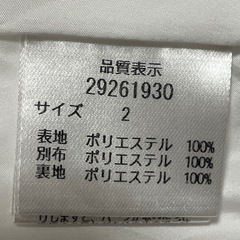 品質表示
29261930
サイズ 2
表地 ポリエステル 100%
別布 ポリエステル 100%
裏地 ポリエステル 100%